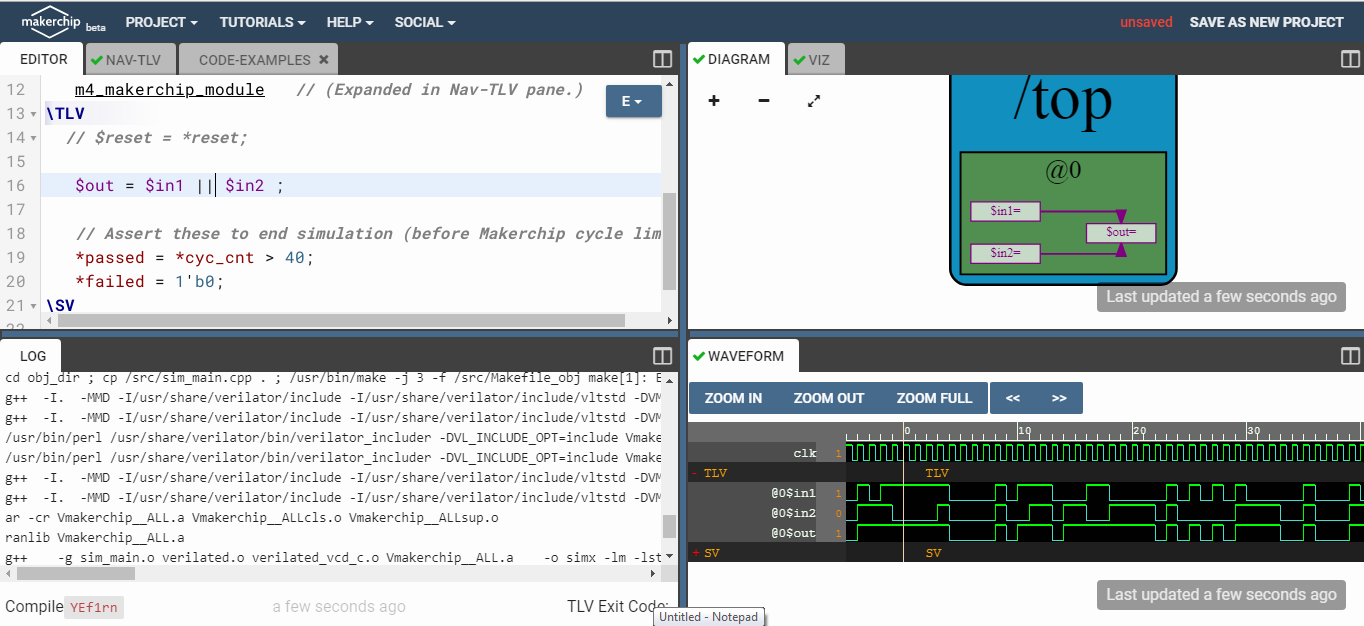 makerchip beta PROJECT TUTORIALS HELP SOCIAL unsaved SAVE AS NEW PROJECT
EDITOR NAV-TLV CODE-EXAMPLES
12 m4_makerchip_module // (Expanded in Nav-TLV pane.)
E
13 \TLV
14 // $reset = *reset;
15
16 $out = $in1 || $in2 ;
17
18 // Assert these to end simulation (before Makerchip cycle lim
19 *passed = *cyc_cnt > 40;
20 *failed = 1'b0;
21 \SV
22
DIAGRAM VIZ
/top
@0
$in1=
$out=
$in2=
Last updated a few seconds ago
LOG
cd obj_dir ; cp /src/sim_main.cpp . ; /usr/bin/make -j 3 -f /src/Makefile_obj make[1]: E
g++ -I. -MMD -I/usr/share/verilator/include -I/usr/share/verilator/include/vltstd -DVM
g++ -I. -MMD -I/usr/share/verilator/include -I/usr/share/verilator/include/vltstd -DVM
/usr/bin/perl /usr/share/verilator/bin/verilator_includer -DVL_INCLUDE_OPT=include Vmake
/usr/bin/perl /usr/share/verilator/bin/verilator_includer -DVL_INCLUDE_OPT=include Vmake
g++ -I. -MMD -I/usr/share/verilator/include -I/usr/share/verilator/include/vltstd -DVM
g++ -I. -MMD -I/usr/share/verilator/include -I/usr/share/verilator/include/vltstd -DVM
ar -cr Vmakerchip__ALL.a Vmakerchip__ALLcls.o Vmakerchip__ALLsup.o
ranlib Vmakerchip__ALL.a
g++ -g sim_main.o verilated.o verilated_vcd_c.o Vmakerchip__ALL.a -o simx -lm -lst
Compile YEf1rn a few seconds ago TLV Exit Code:
Untitled - Notepad
WAVEFORM
ZOOM IN ZOOM OUT ZOOM FULL << >>
0 10 20 30
clk 1
- TLV TLV
@0$in1 1
@0$in2 0
@0$out 1
+ SV SV
Last updated a few seconds ago